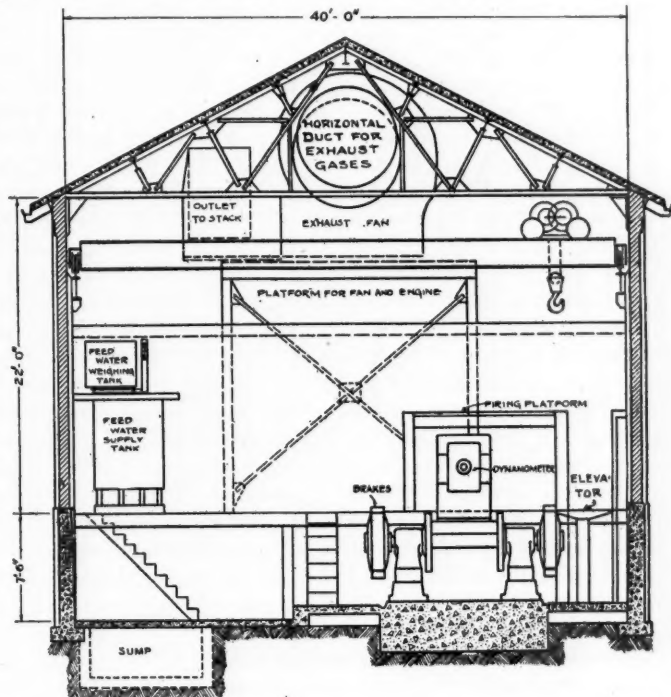 40'-0"
HORIZONTAL
DUCT FOR
EXHAUST
GASES
OUTLET
TO STACK
EXHAUST FAN
PLATFORM FOR FAN AND ENGINE
22'-0"
FEED
WATER
WEIGHING
TANK
FEED
WATER
SUPPLY
TANK
FIRING PLATFORM
DYNAMOMETER
BRAKES
ELEVA-
TOR
7'-6"
SUMP